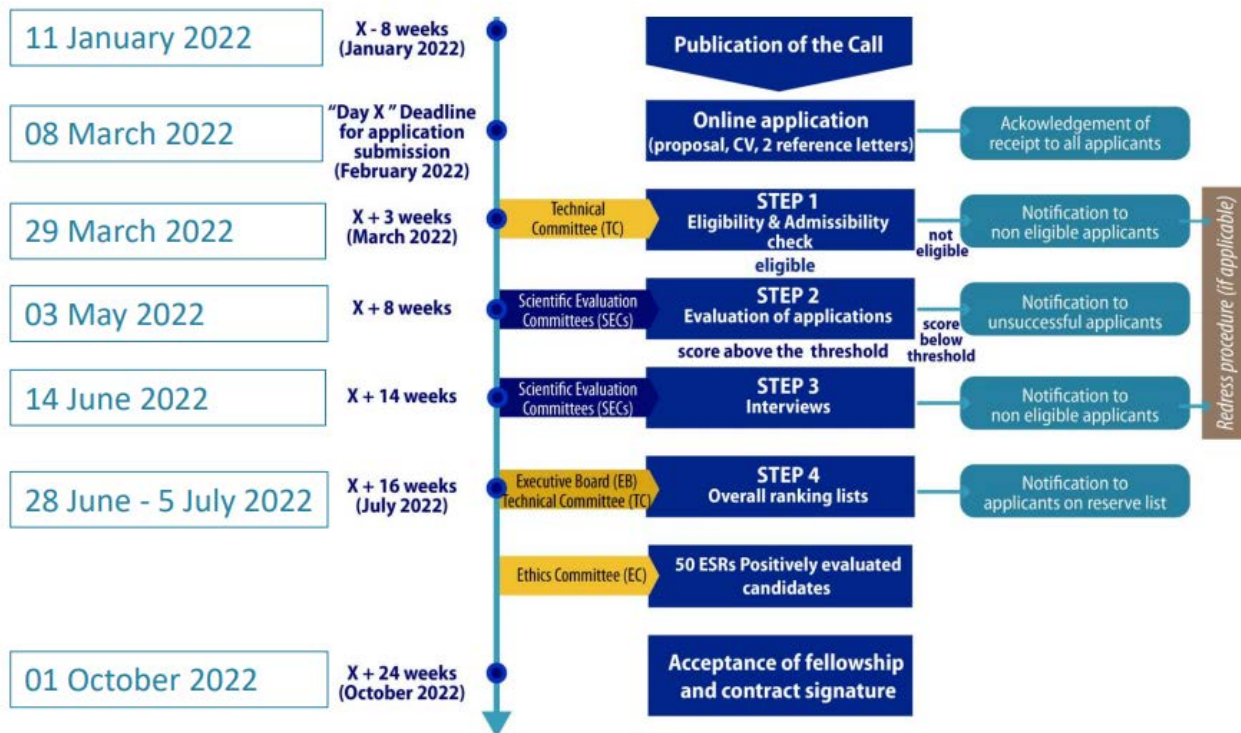 11 January 2022
X - 8 weeks
(January 2022)
Publication of the Call
08 March 2022
“Day X ” Deadline
for application
submission
(February 2022)
Online application
(proposal, CV, 2 reference letters)
Ackowledgement of
receipt to all applicants
29 March 2022
X + 3 weeks
(March 2022)
Technical
Committee (TC)
STEP 1
Eligibility & Admissibility
check
not
eligible
Notification to
non eligible applicants
eligible
03 May 2022
X + 8 weeks
Scientific Evaluation
Committees (SECs)
STEP 2
Evaluation of applications
score
below
threshold
Notification to
unsuccessful applicants
score above the threshold
14 June 2022
X + 14 weeks
Scientific Evaluation
Committees (SECs)
STEP 3
Interviews
Notification to
non eligible applicants
Redress procedure (if applicable)
28 June - 5 July 2022
X + 16 weeks
(July 2022)
Executive Board (EB)
Technical Committee (TC)
STEP 4
Overall ranking lists
Notification to
applicants on reserve list
Ethics Committee (EC)
50 ESRs Positively evaluated
candidates
01 October 2022
X + 24 weeks
(October 2022)
Acceptance of fellowship
and contract signature